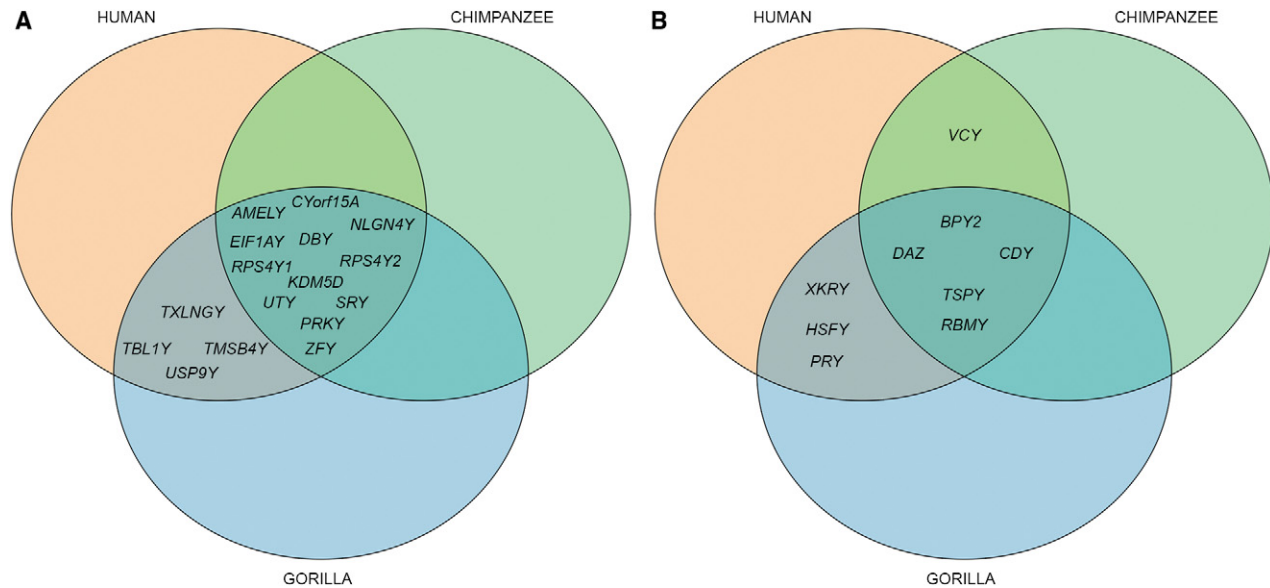 A
HUMAN
CHIMPANZEE
CYorf15A
AMELY
NLGN4Y
EIF1AY
DBY
RPS4Y1
RPS4Y2
KDM5D
UTY
SRY
TXLNGY
PRKY
TBL1Y
TMSB4Y
ZFY
USP9Y
GORILLA
B
HUMAN
CHIMPANZEE
VCY
BPY2
DAZ
CDY
XKRY
TSPY
HSFY
RBMY
PRY
GORILLA